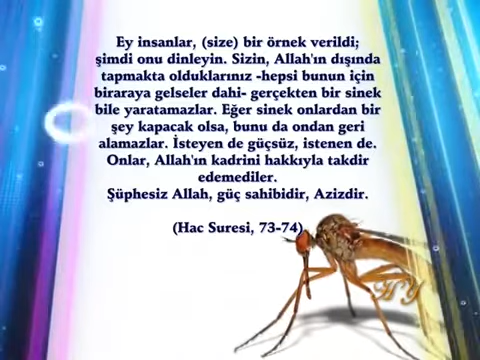 Ey insanlar, (size) bir örnek verildi;
şimdi onu dinleyin. Sizin, Allah'ın dışında
tapmakta olduklarınız -hepsi bunun için
biraraya gelseler dahi- gerçekten bir sinek
bile yaratamazlar. Eğer sinek onlardan bir
şey kapacak olsa, bunu da ondan geri
alamazlar. İsteyen de güçsüz, istenen de.
Onlar, Allah'ın kadrini hakkıyla takdir
edemediler.
Şüphesiz Allah, güç sahibidir, Azizdir.
(Hac Suresi, 73-74)
HY